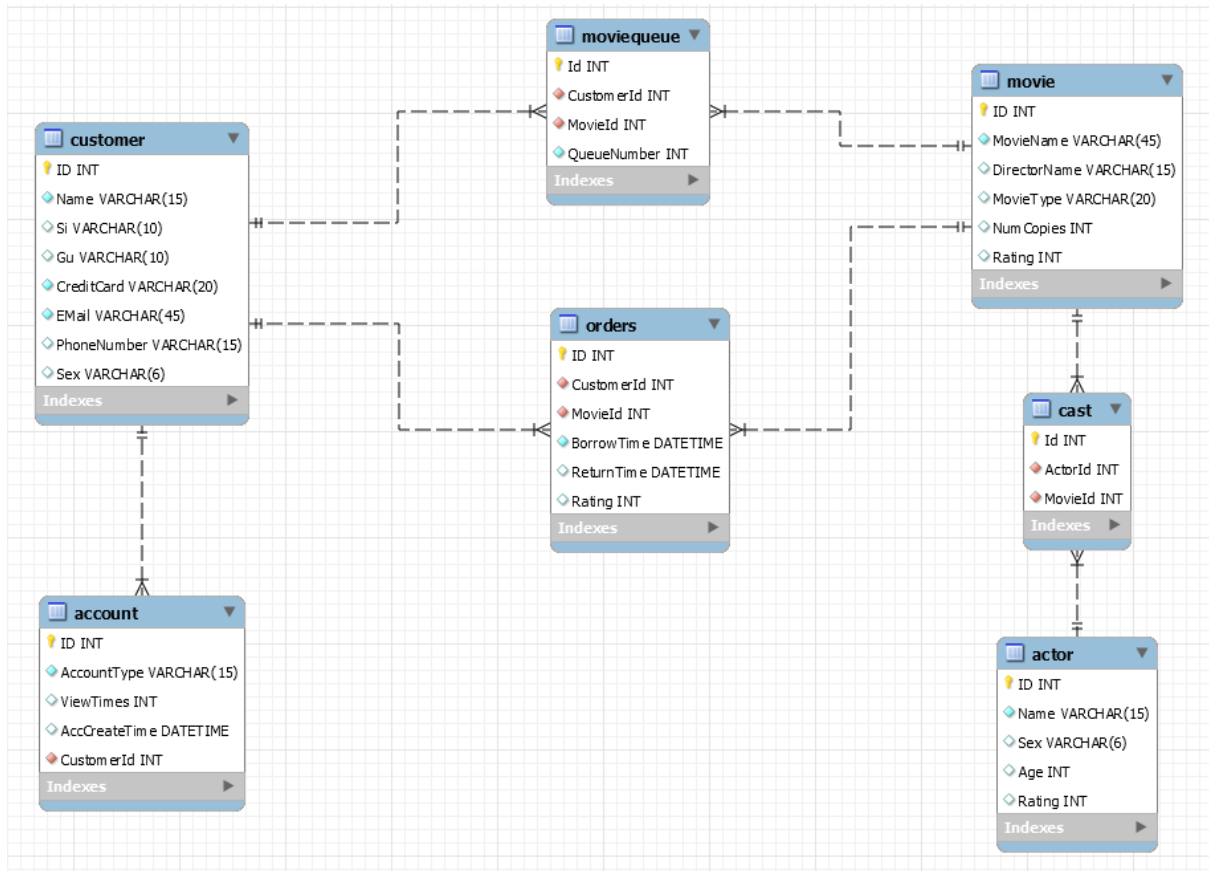 moviequeue
Id INT
CustomerId INT
MovieId INT
QueueNumber INT
Indexes
movie
ID INT
MovieName VARCHAR(45)
DirectorName VARCHAR(15)
MovieType VARCHAR(20)
NumCopies INT
Rating INT
Indexes
customer
ID INT
Name VARCHAR(15)
Si VARCHAR(10)
Gu VARCHAR(10)
CreditCard VARCHAR(20)
EMail VARCHAR(45)
PhoneNumber VARCHAR(15)
Sex VARCHAR(6)
Indexes
orders
ID INT
CustomerId INT
MovieId INT
BorrowTime DATETIME
ReturnTime DATETIME
Rating INT
Indexes
cast
Id INT
ActorId INT
MovieId INT
Indexes
account
ID INT
AccountType VARCHAR(15)
ViewTimes INT
AccCreateTime DATETIME
CustomerId INT
Indexes
actor
ID INT
Name VARCHAR(15)
Sex VARCHAR(6)
Age INT
Rating INT
Indexes